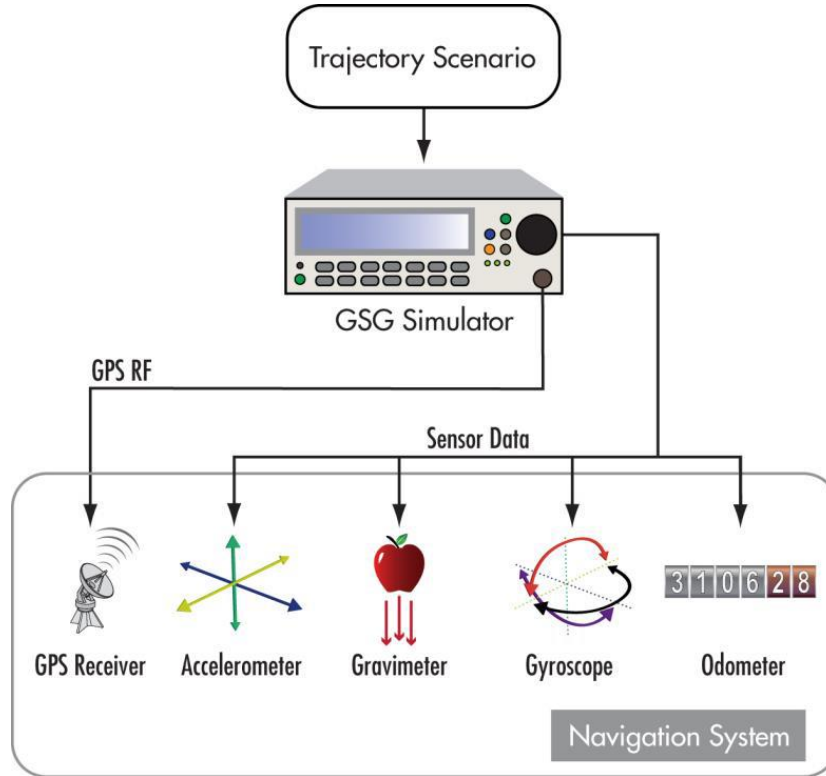 Trajectory Scenario
GSG Simulator
GPS RF
Sensor Data
310628
GPS Receiver
Accelerometer
Gravimeter
Gyroscope
Odometer
Navigation System